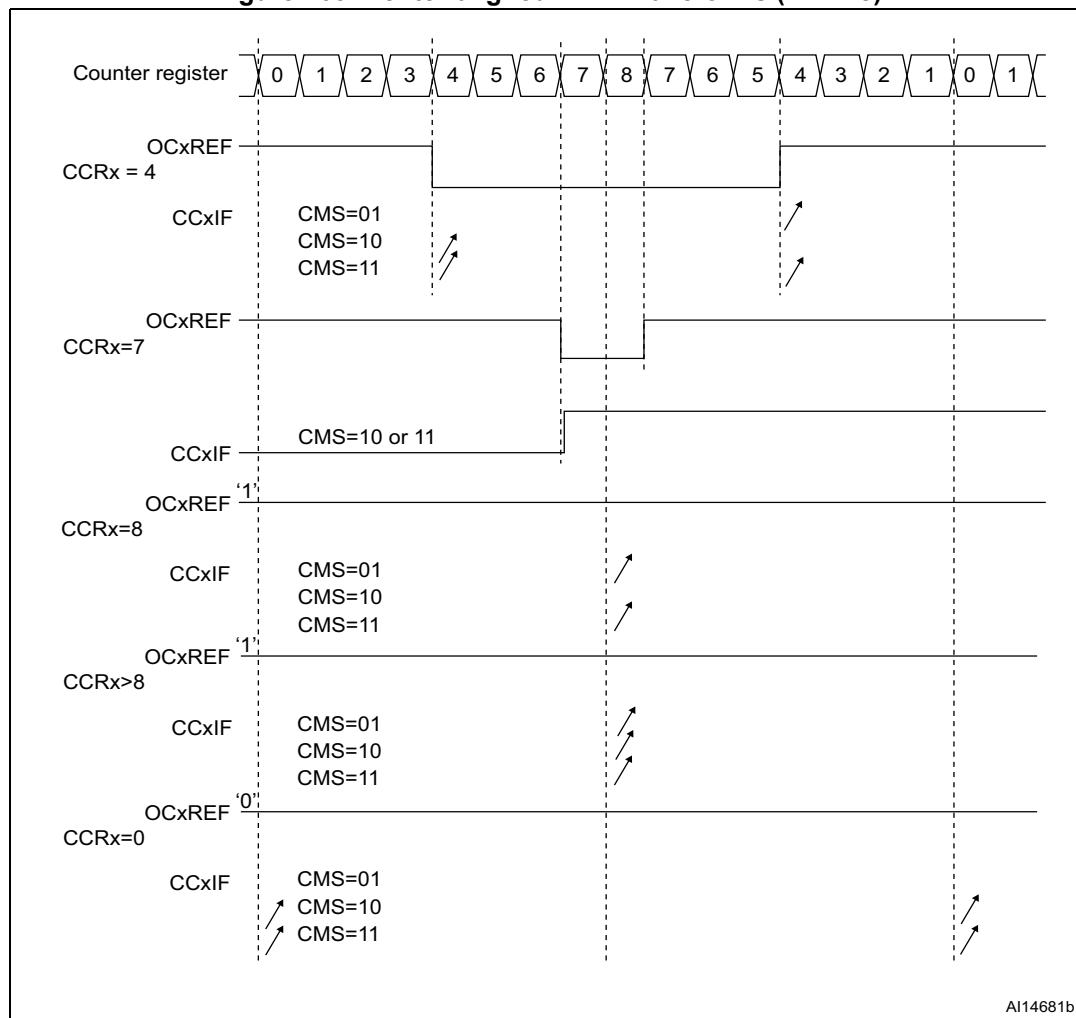 Counter register 0 1 2 3 4 5 6 7 8 7 6 5 4 3 2 1 0 1
OCxREF
CCRx = 4
CCxIF CMS=01
CMS=10
CMS=11
OCxREF
CCRx=7
CMS=10 or 11
CCxIF
OCxREF '1'
CCRx=8
CCxIF CMS=01
CMS=10
CMS=11
OCxREF '1'
CCRx>8
CCxIF CMS=01
CMS=10
CMS=11
OCxREF '0'
CCRx=0
CCxIF CMS=01
CMS=10
CMS=11
AI14681b